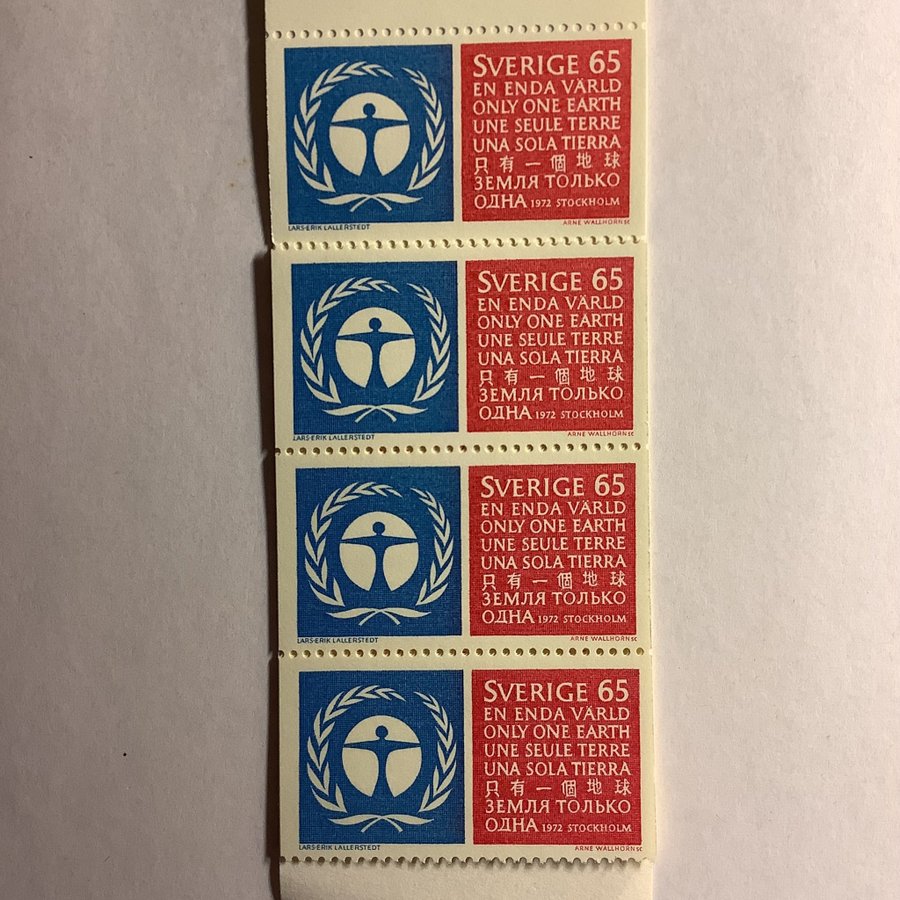 SVERIGE 65
EN ENDA VÄRLD
ONLY ONE EARTH
UNE SEULE TERRE
UNA SOLA TIERRA
只有一個地球
ЗЕМЛЯ ТОЛЬКО
ОДНА 1972 STOCKHOLM
LARS-ERIK LALLERSTEDT ARNE WALLHORN SC
SVERIGE 65
EN ENDA VÄRLD
ONLY ONE EARTH
UNE SEULE TERRE
UNA SOLA TIERRA
只有一個地球
ЗЕМЛЯ ТОЛЬКО
ОДНА 1972 STOCKHOLM
LARS-ERIK LALLERSTEDT ARNE WALLHORN SC
SVERIGE 65
EN ENDA VÄRLD
ONLY ONE EARTH
UNE SEULE TERRE
UNA SOLA TIERRA
只有一個地球
ЗЕМЛЯ ТОЛЬКО
ОДНА 1972 STOCKHOLM
LARS-ERIK LALLERSTEDT ARNE WALLHORN SC
SVERIGE 65
EN ENDA VÄRLD
ONLY ONE EARTH
UNE SEULE TERRE
UNA SOLA TIERRA
只有一個地球
ЗЕМЛЯ ТОЛЬКО
ОДНА 1972 STOCKHOLM
LARS-ERIK LALLERSTEDT ARNE WALLHORN SC